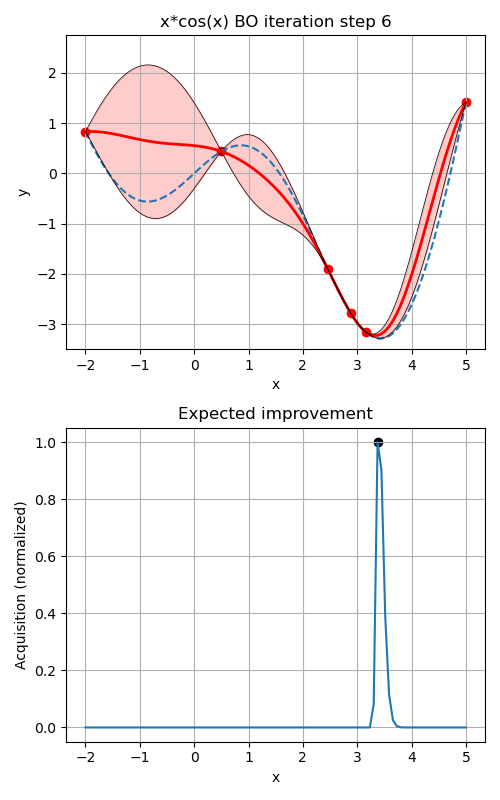 x*cos(x) BO iteration step 6
2
1
0
−1
−2
−3
y
−2 −1 0 1 2 3 4 5
x
Expected improvement
1.0
0.8
0.6
0.4
0.2
0.0
Acquisition (normalized)
−2 −1 0 1 2 3 4 5
x